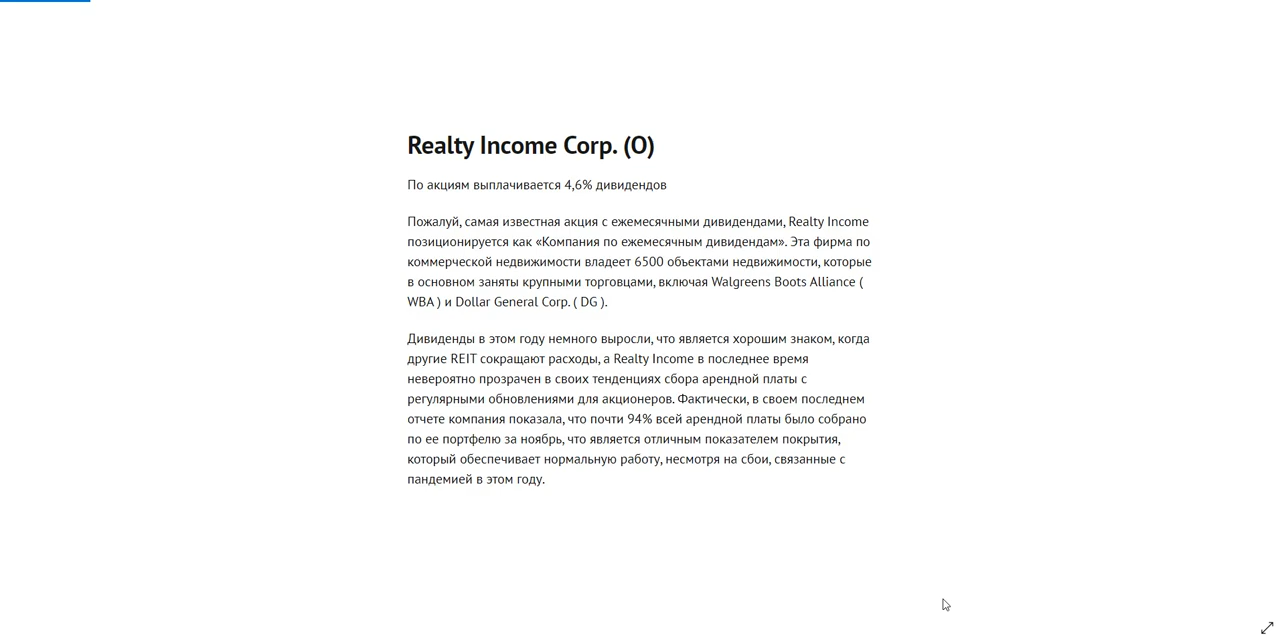 Realty Income Corp. (O)
По акциям выплачивается 4,6% дивидендов
Пожалуй, самая известная акция с ежемесячными дивидендами, Realty Income
позиционируется как «Компания по ежемесячным дивидендам». Эта фирма по
коммерческой недвижимости владеет 6500 объектами недвижимости, которые
в основном заняты крупными торговцами, включая Walgreens Boots Alliance (
WBA ) и Dollar General Corp. ( DG ).
Дивиденды в этом году немного выросли, что является хорошим знаком, когда
другие REIT сокращают расходы, а Realty Income в последнее время
невероятно прозрачен в своих тенденциях сбора арендной платы с
регулярными обновлениями для акционеров. Фактически, в своем последнем
отчете компания показала, что почти 94% всей арендной платы было собрано
по ее портфелю за ноябрь, что является отличным показателем покрытия,
который обеспечивает нормальную работу, несмотря на сбои, связанные с
пандемией в этом году.